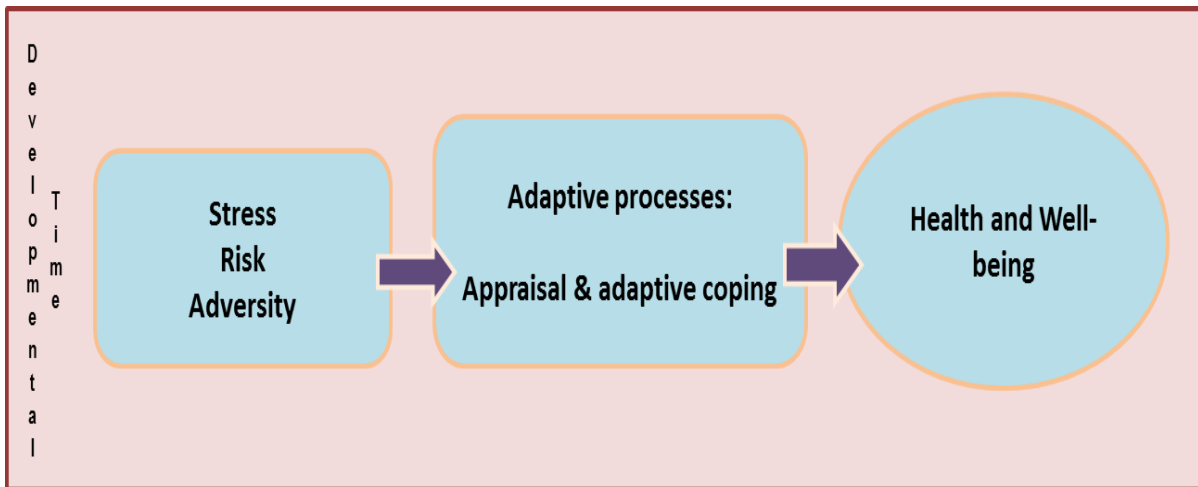 Developmental
Time
Stress
Risk
Adversity
Adaptive processes:
Appraisal & adaptive coping
Health and Well-
being